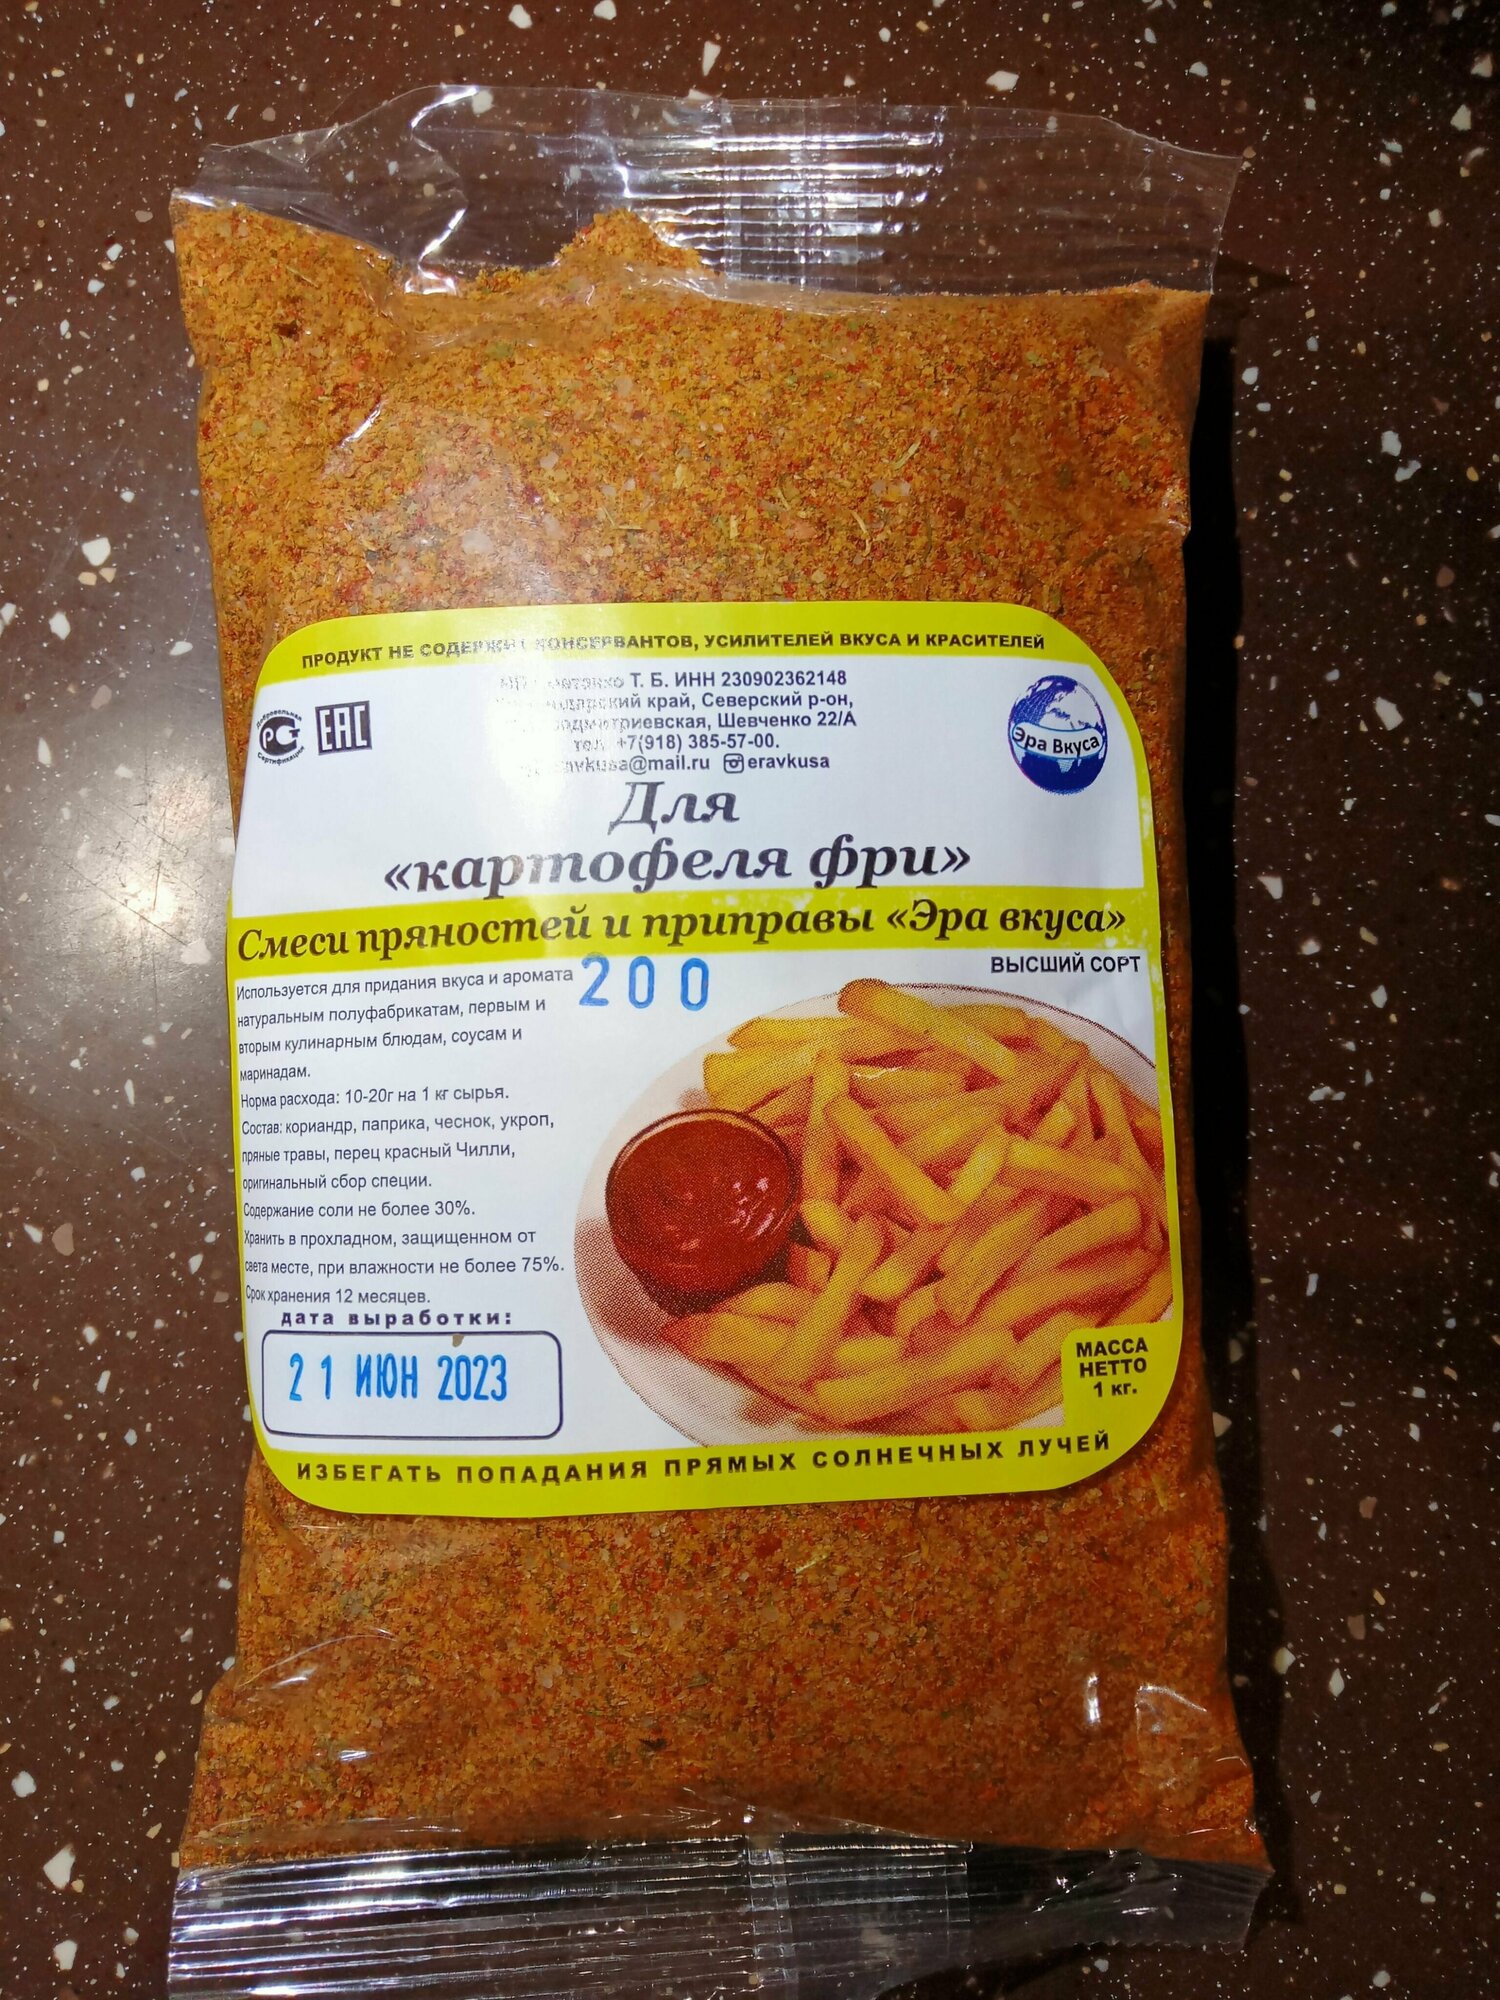 ПРОДУКТ НЕ СОДЕРЖИТ КОНСЕРВАНТОВ, УСИЛИТЕЛЕЙ ВКУСА И КРАСИТЕЛЕЙ
Т. Б. ИНН 230902362148
край, Северский р-он,
Шевченко 22/А
тел. +7(918) 385-57-00.
eravkusa@mail.ru eravkusa
Добровольная
РСТ
Сертификация
ЕАС
Эра Вкуса
Для
«картофеля фри»
Смеси пряностей и приправы «Эра вкуса»
200
ВЫСШИЙ СОРТ
Используется для придания вкуса и аромата
натуральным полуфабрикатам, первым и
вторым кулинарным блюдам, соусам и
маринадам.
Норма расхода: 10-20г на 1 кг сырья.
Состав: кориандр, паприка, чеснок, укроп,
пряные травы, перец красный Чилли,
оригинальный сбор специи.
Содержание соли не более 30%.
Хранить в прохладном, защищенном от
света месте, при влажности не более 75%.
Срок хранения 12 месяцев.
дата выработки:
21 ИЮН 2023
МАССА
НЕТТО
1 кг.
ИЗБЕГАТЬ ПОПАДАНИЯ ПРЯМЫХ СОЛНЕЧНЫХ ЛУЧЕЙ